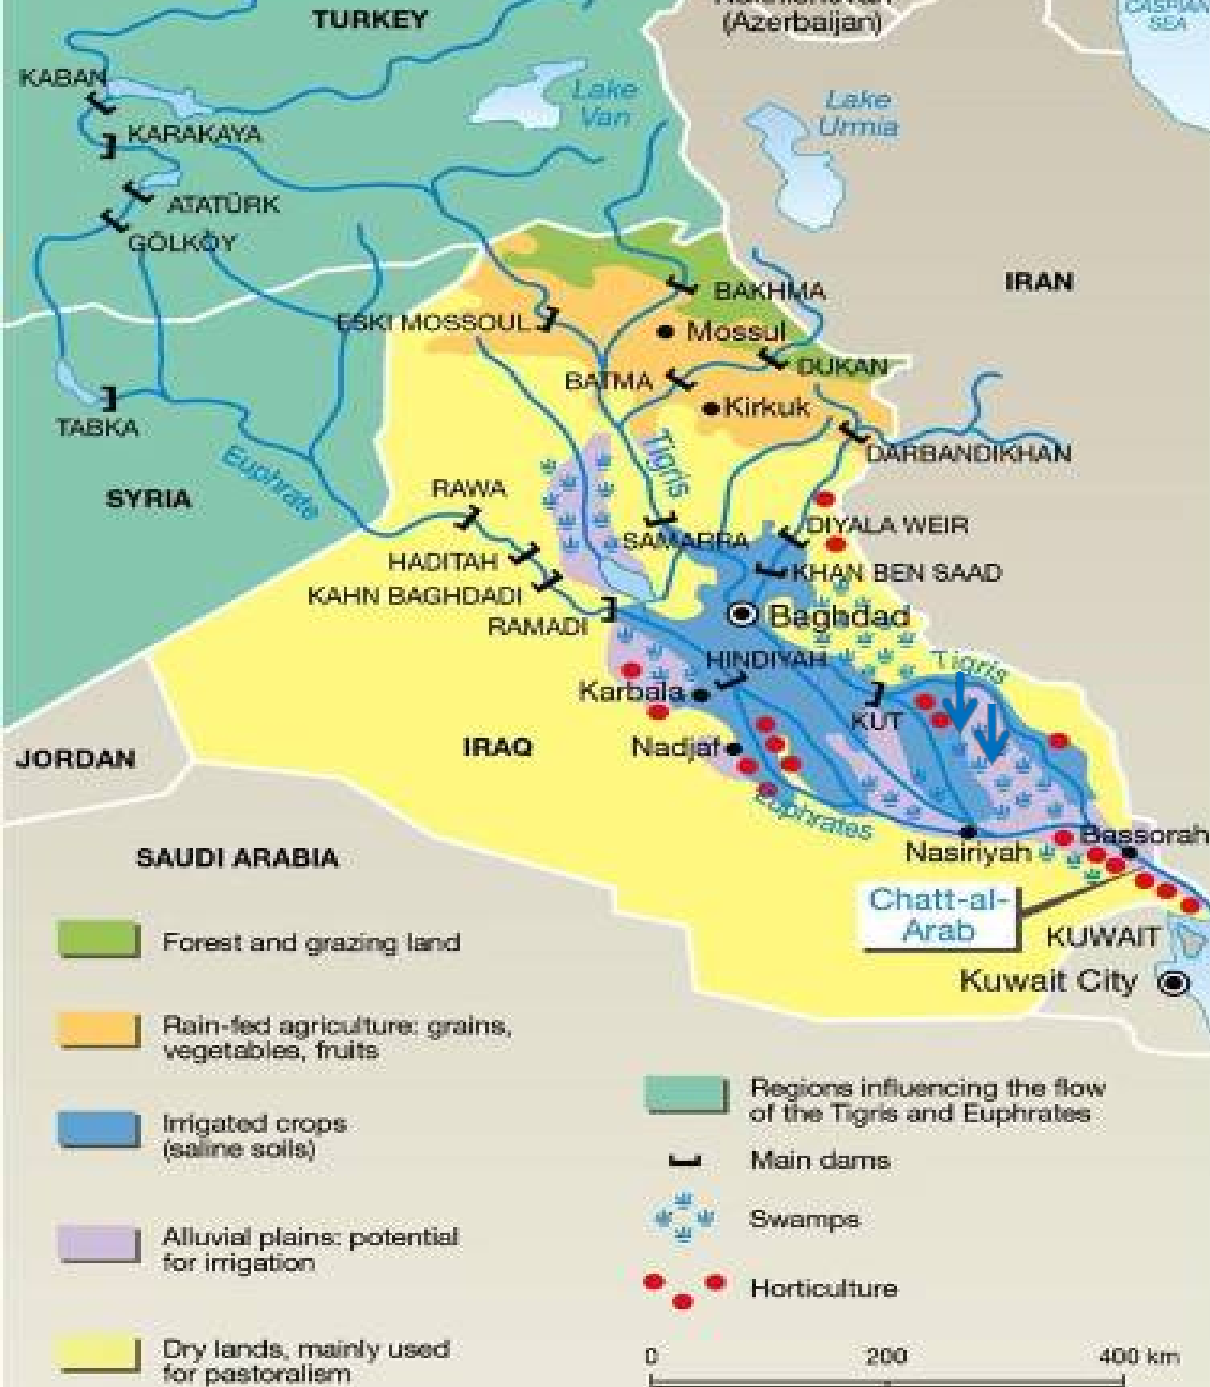 TURKEY
(Azerbaijan)
CASPIAN
SEA
KABAN
Lake
Van
Lake
Urmia
KARAKAYA
ATATÜRK
GÖLKÖY
IRAN
BAKHMA
ESKI MOSSOUL
Mossul
DUKAN
BATMA
Kirkuk
TABKA
Euphrate
Tigris
DARBANDIKHAN
SYRIA
RAWA
DIYALA WEIR
SAMARRA
HADITAH
KHAN BEN SAAD
KAHN BAGHDADI
RAMADI
Baghdad
HINDIYAH
Tigris
Karbala
KUT
Nadjaf
IRAQ
JORDAN
Euphrates
Nasiriyah
Bassorah
SAUDI ARABIA
Chatt-al-
Arab
KUWAIT
Kuwait City
Forest and grazing land
Rain-fed agriculture: grains,
vegetables, fruits
Irrigated crops
(saline soils)
Alluvial plains: potential
for irrigation
Dry lands, mainly used
for pastoralism
Regions influencing the flow
of the Tigris and Euphrates
Main dams
Swamps
Horticulture
0 200 400 km